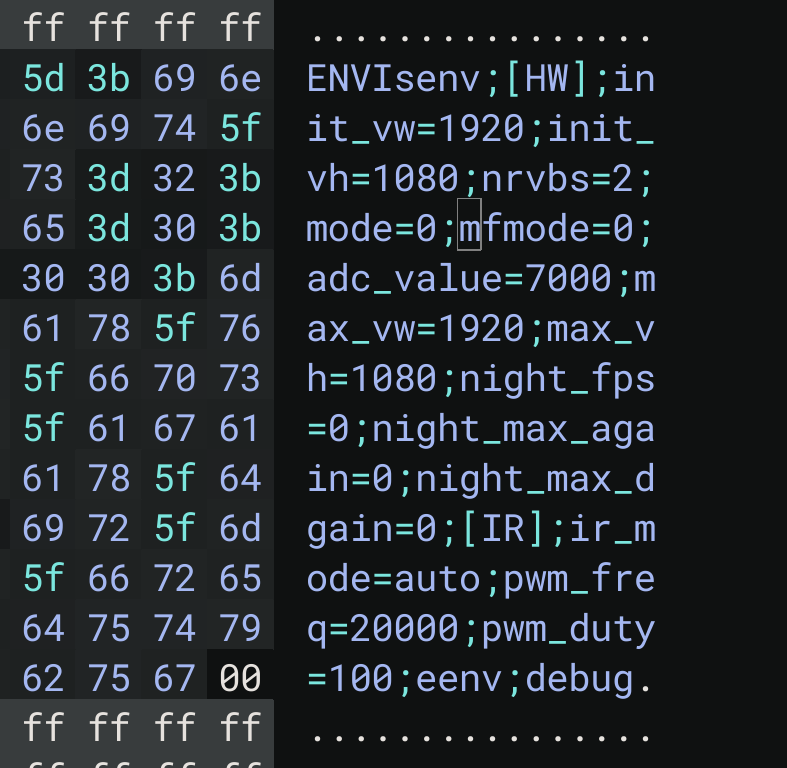 ff ff ff ff ................
5d 3b 69 6e ENVIsenv;[HW];in
6e 69 74 5f it_vw=1920;init_
73 3d 32 3b vh=1080;nrvbs=2;
65 3d 30 3b mode=0;mfmode=0;
30 30 3b 6d adc_value=7000;m
61 78 5f 76 ax_vw=1920;max_v
5f 66 70 73 h=1080;night_fps
5f 61 67 61 =0;night_max_aga
61 78 5f 64 in=0;night_max_d
69 72 5f 6d gain=0;[IR];ir_m
5f 66 72 65 ode=auto;pwm_fre
64 75 74 79 q=20000;pwm_duty
62 75 67 00 =100;eenv;debug.
ff ff ff ff ................